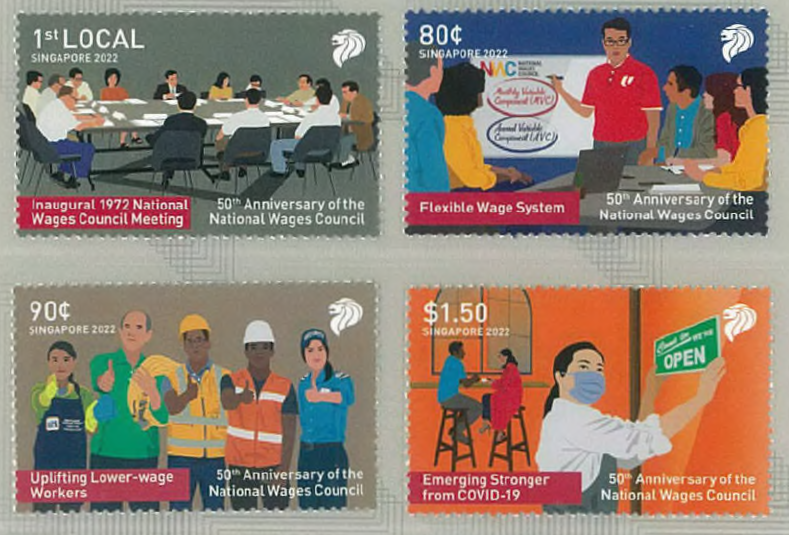 1st LOCAL
SINGAPORE 2022
Inaugural 1972 National
Wages Council Meeting
50th Anniversary of the
National Wages Council
80¢
SINGAPORE 2022
NWC NATIONAL
WAGES
COUNCIL
Monthly Variable
Component (MVC)
Annual Variable
Component (AVC)
Flexible Wage System
50th Anniversary of the
National Wages Council
90¢
SINGAPORE 2022
Uplifting Lower-wage
Workers
50th Anniversary of the
National Wages Council
$1.50
SINGAPORE 2022
Come in WE'RE
OPEN
Emerging Stronger
from COVID-19
50th Anniversary of the
National Wages Council